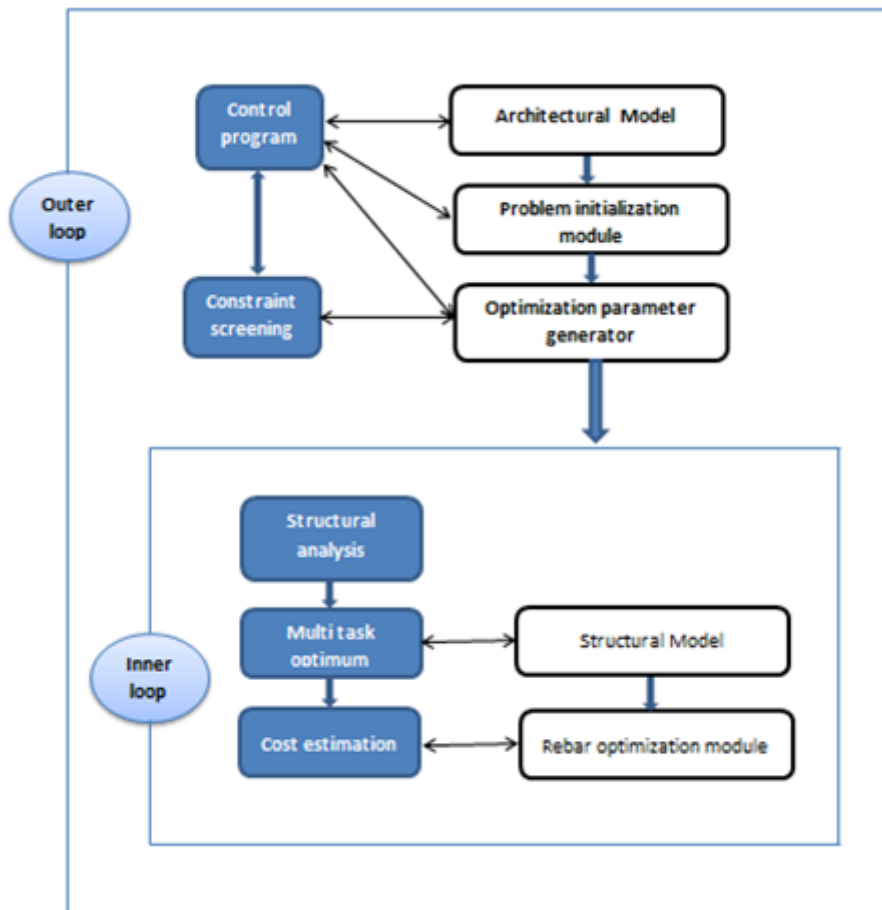 Control
program
Architectural Model
Outer
loop
Problem initialization
module
Constraint
screening
Optimization parameter
generator
Structural
analysis
Multi task
optimum
Structural Model
Inner
loop
Cost estimation
Rebar optimization module